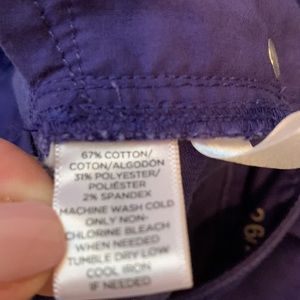 67% COTTON/
COTON/ALGODÓN
31% POLYESTER/
POLIÉSTER
2% SPANDEX
MACHINE WASH COLD
ONLY NON-
CHLORINE BLEACH
WHEN NEEDED
TUMBLE DRY LOW
COOL IRON
IF NEEDED